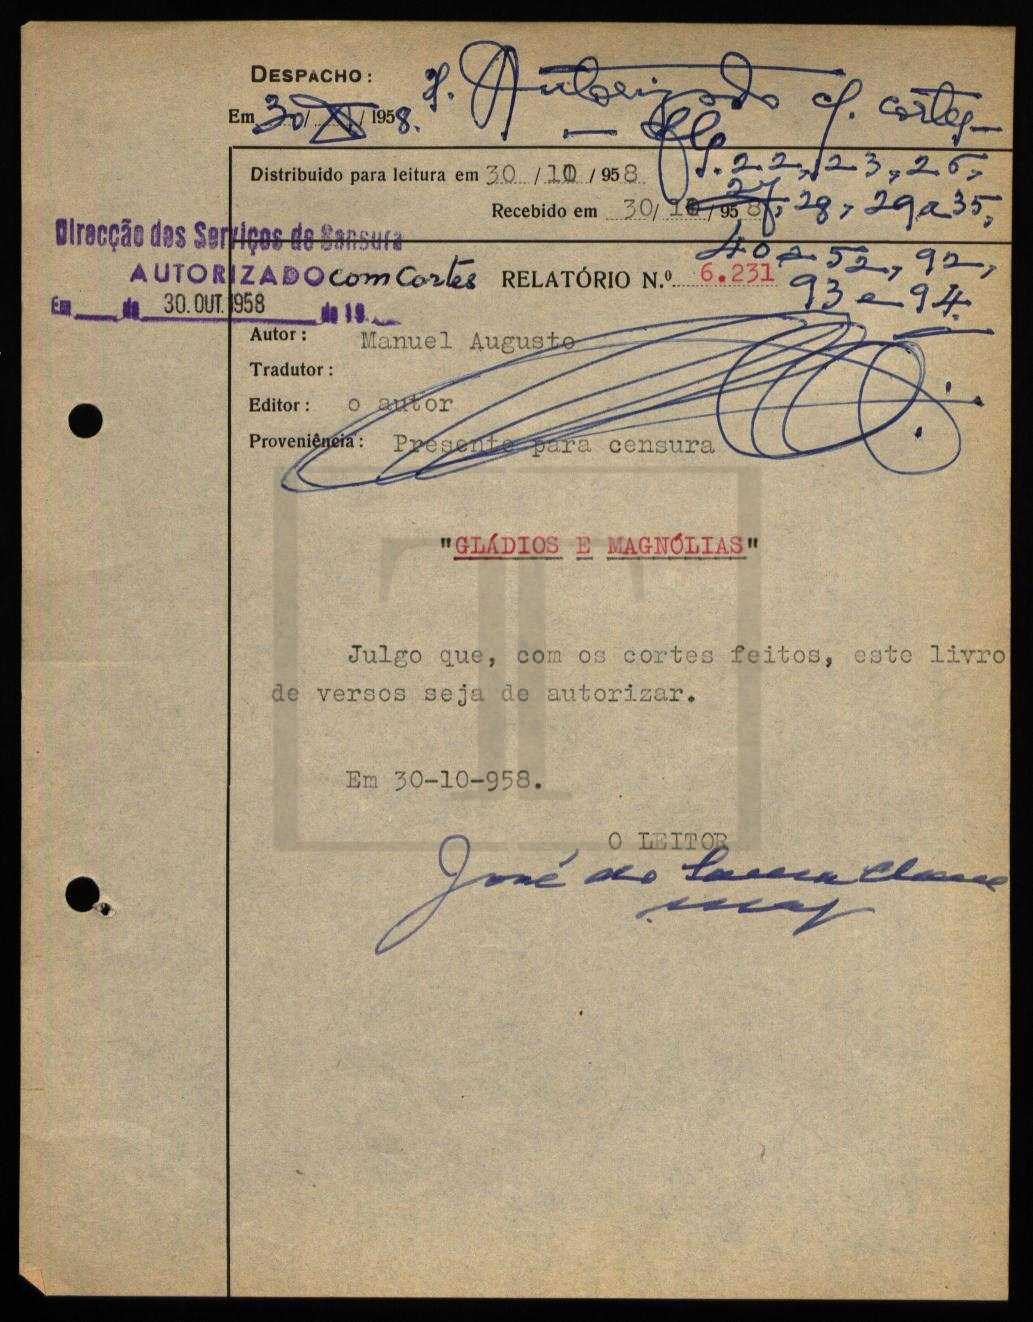 DESPACHO:
Autorizado c/. cortes
Em 30/ X / 1958.
Distribuido para leitura em 30 / 10 / 958
22, 23, 26,
Recebido em 30/ 10 / 958
27, 28, 29 a 35,
Direcção dos Serviços de Censura
40 a 52, 92,
AUTORIZADO com Cortes
RELATÓRIO N.º 6.231
93 e 94.
Em ____ de 30. OUT. 1958 de 19
Autor: Manuel Augusto
Tradutor:
Editor: o autor
Proveniência: Presente para censura
"GLÁDIOS E MAGNÓLIAS"
Julgo que, com os cortes feitos, este livro
de versos seja de autorizar.
Em 30-10-958.
O LEITOR
José de